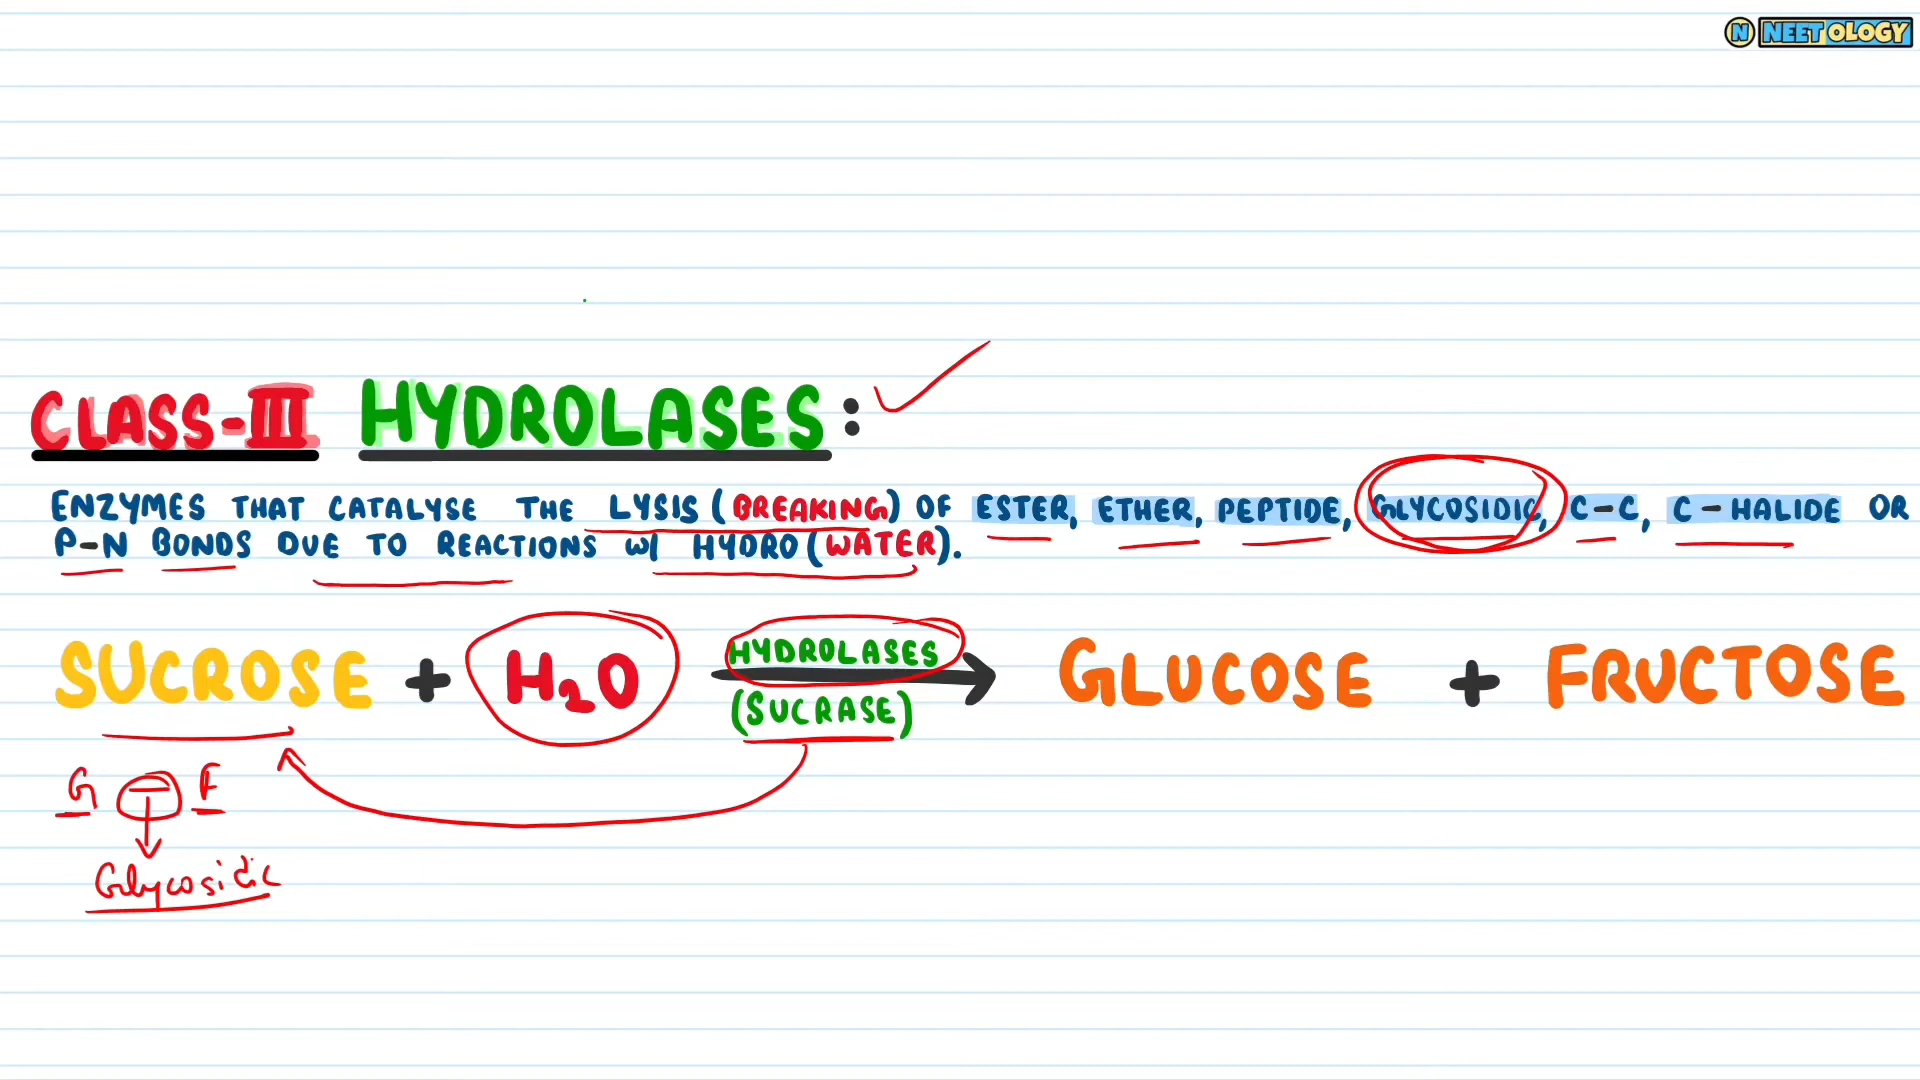 N NEETOLOGY
CLASS-III HYDROLASES:
ENZYMES THAT CATALYSE THE LYSIS (BREAKING) OF ESTER, ETHER, PEPTIDE, GLYCOSIDIC, C-C, C-HALIDE OR
P-N BONDS DUE TO REACTIONS W/ HYDRO (WATER).
SUCROSE + H₂O HYDROLASES (SUCRASE) → GLUCOSE + FRUCTOSE
G - F
Glycosidic